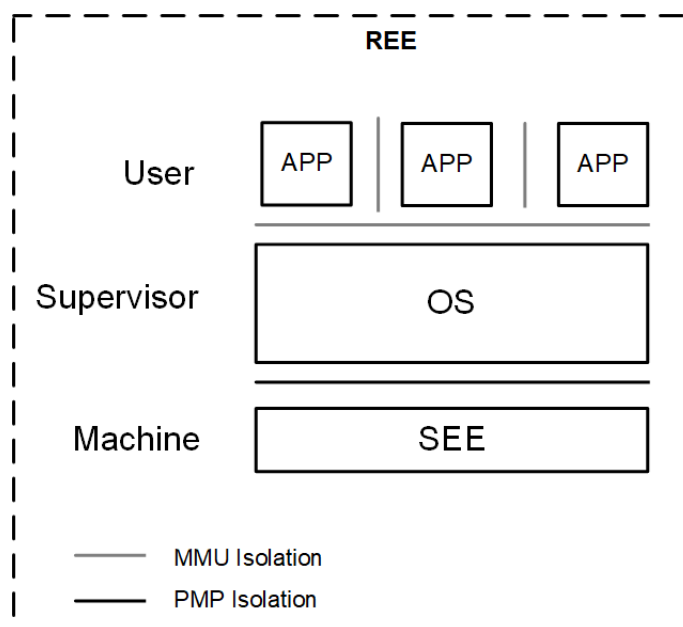 REE
User
APP
APP
APP
Supervisor
OS
Machine
SEE
MMU Isolation
PMP Isolation